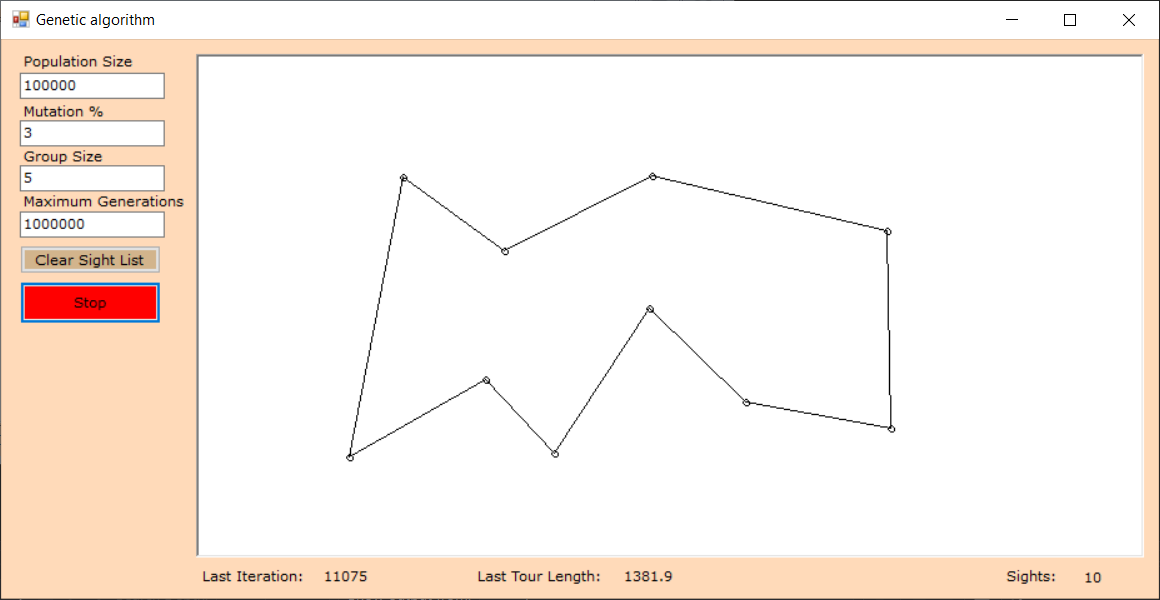 Genetic algorithm
Population Size
100000
Mutation %
3
Group Size
5
Maximum Generations
1000000
Clear Sight List
Stop
Last Iteration: 11075 Last Tour Length: 1381.9 Sights: 10